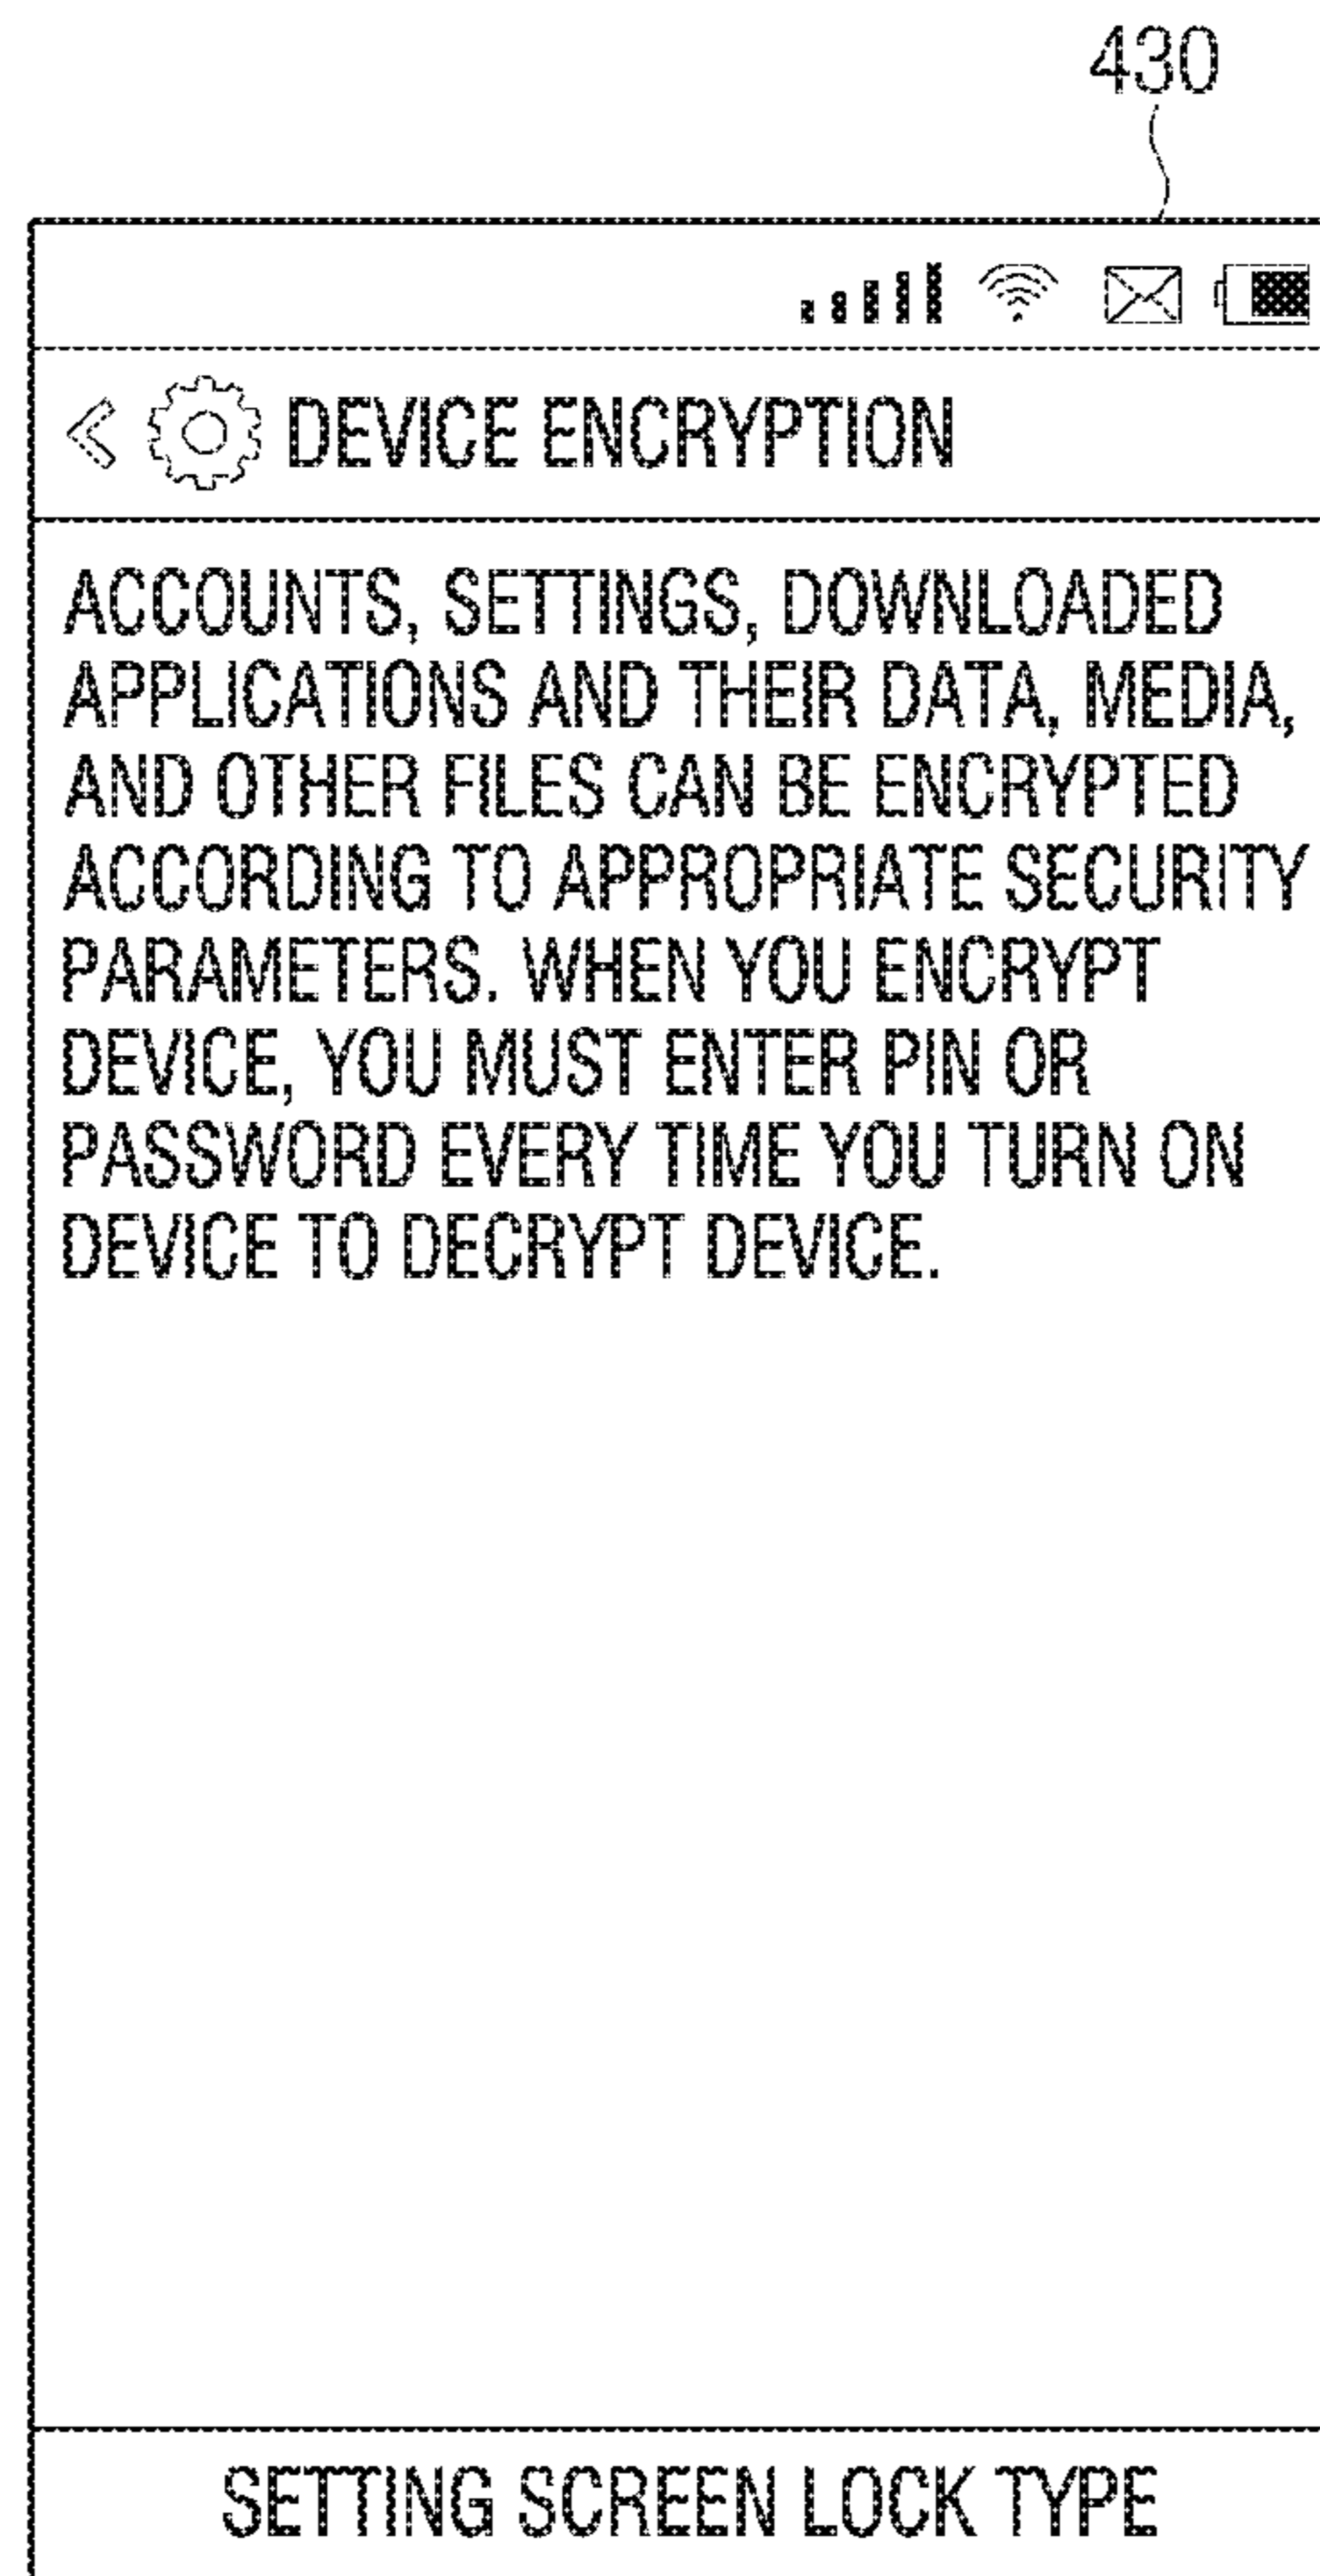 430
DEVICE ENCRYPTION
ACCOUNTS, SETTINGS, DOWNLOADED
APPLICATIONS AND THEIR DATA, MEDIA,
AND OTHER FILES CAN BE ENCRYPTED
ACCORDING TO APPROPRIATE SECURITY
PARAMETERS. WHEN YOU ENCRYPT
DEVICE, YOU MUST ENTER PIN OR
PASSWORD EVERY TIME YOU TURN ON
DEVICE TO DECRYPT DEVICE.
SETTING SCREEN LOCK TYPE